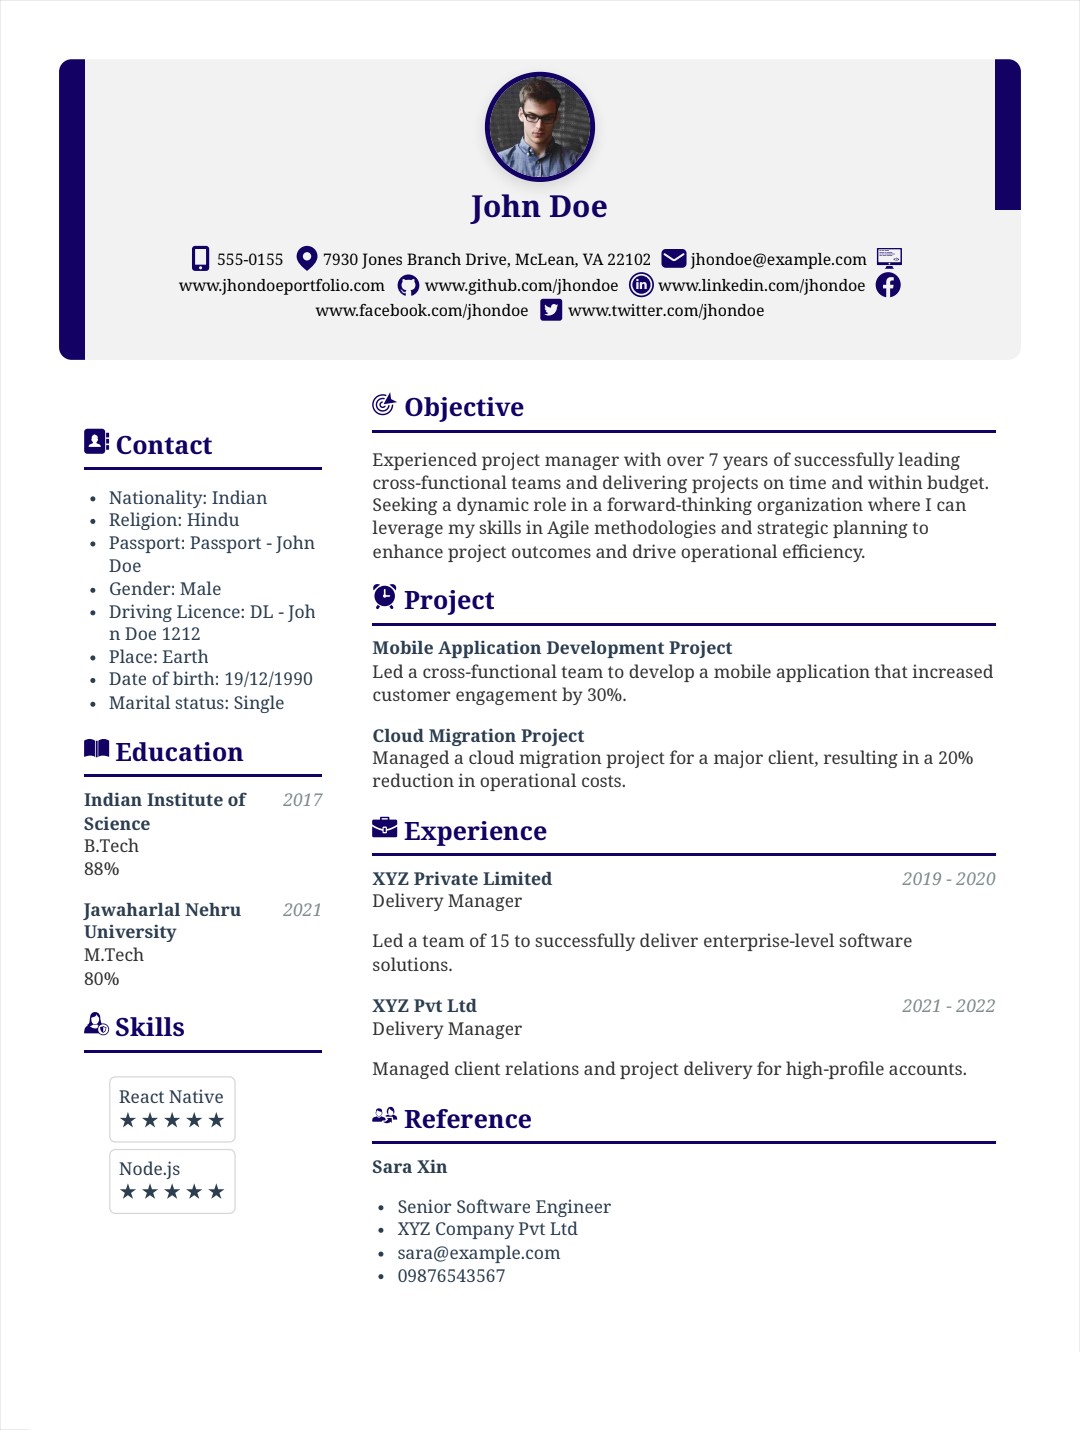 John Doe
555-0155 7930 Jones Branch Drive, McLean, VA 22102 jhondoe@example.com
www.jhondoeportfolio.com www.github.com/jhondoe www.linkedin.com/jhondoe
www.facebook.com/jhondoe www.twitter.com/jhondoe
Contact
• Nationality: Indian
• Religion: Hindu
• Passport: Passport - John
Doe
• Gender: Male
• Driving Licence: DL - Joh
n Doe 1212
• Place: Earth
• Date of birth: 19/12/1990
• Marital status: Single
Education
Indian Institute of 2017
Science
B.Tech
88%
Jawaharlal Nehru 2021
University
M.Tech
80%
Skills
React Native
★ ★ ★ ★ ★
Node.js
★ ★ ★ ★ ★
Objective
Experienced project manager with over 7 years of successfully leading
cross-functional teams and delivering projects on time and within budget.
Seeking a dynamic role in a forward-thinking organization where I can
leverage my skills in Agile methodologies and strategic planning to
enhance project outcomes and drive operational efficiency.
Project
Mobile Application Development Project
Led a cross-functional team to develop a mobile application that increased
customer engagement by 30%.
Cloud Migration Project
Managed a cloud migration project for a major client, resulting in a 20%
reduction in operational costs.
Experience
XYZ Private Limited 2019 - 2020
Delivery Manager
Led a team of 15 to successfully deliver enterprise-level software
solutions.
XYZ Pvt Ltd 2021 - 2022
Delivery Manager
Managed client relations and project delivery for high-profile accounts.
Reference
Sara Xin
• Senior Software Engineer
• XYZ Company Pvt Ltd
• sara@example.com
• 09876543567